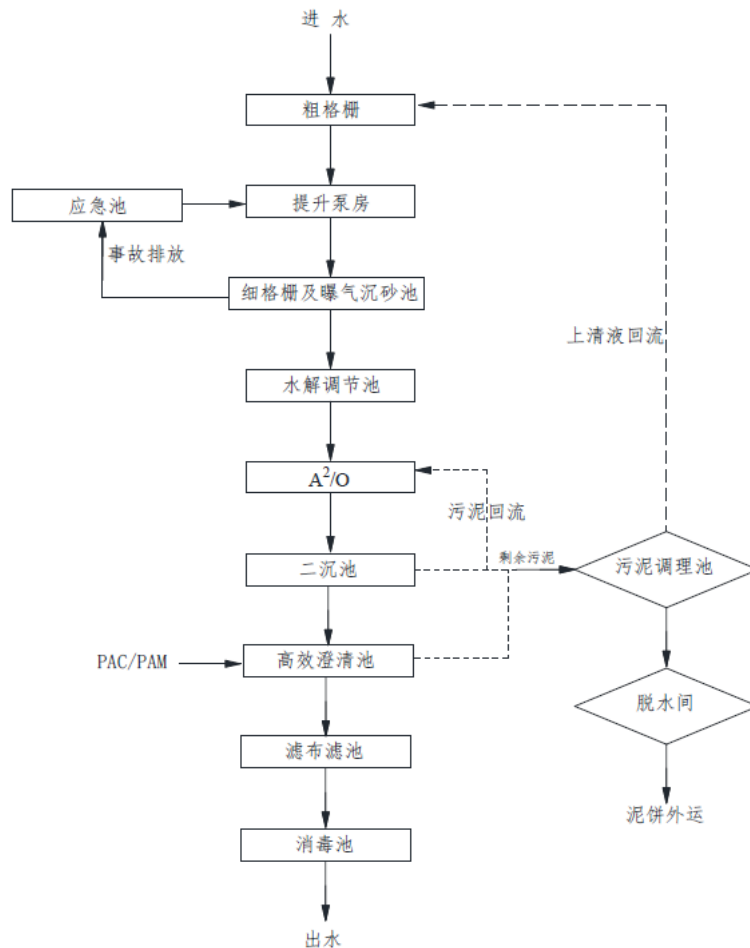 进 水
粗格栅
应急池
提升泵房
事故排放
细格栅及曝气沉砂池
上清液回流
水解调节池
A²/O
污泥回流
二沉池
剩余污泥
污泥调理池
PAC/PAM
高效澄清池
脱水间
滤布滤池
泥饼外运
消毒池
出水